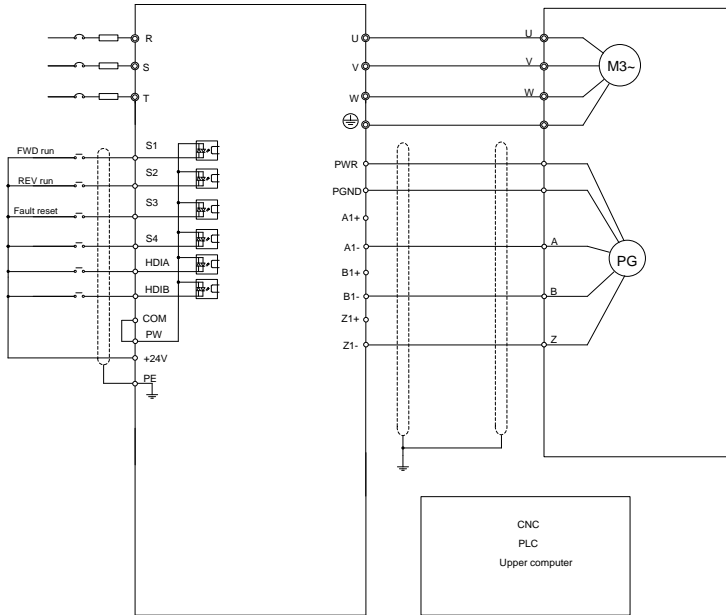 R
S
T
FWD run
REV run
Fault reset
S1
S2
S3
S4
HDIA
HDIB
COM
PW
+24V
PE
U
V
W
PWR
PGND
A1+
A1-
B1+
B1-
Z1+
Z1-
U
V
W
A
B
Z
M3~
PG
CNC
PLC
Upper computer